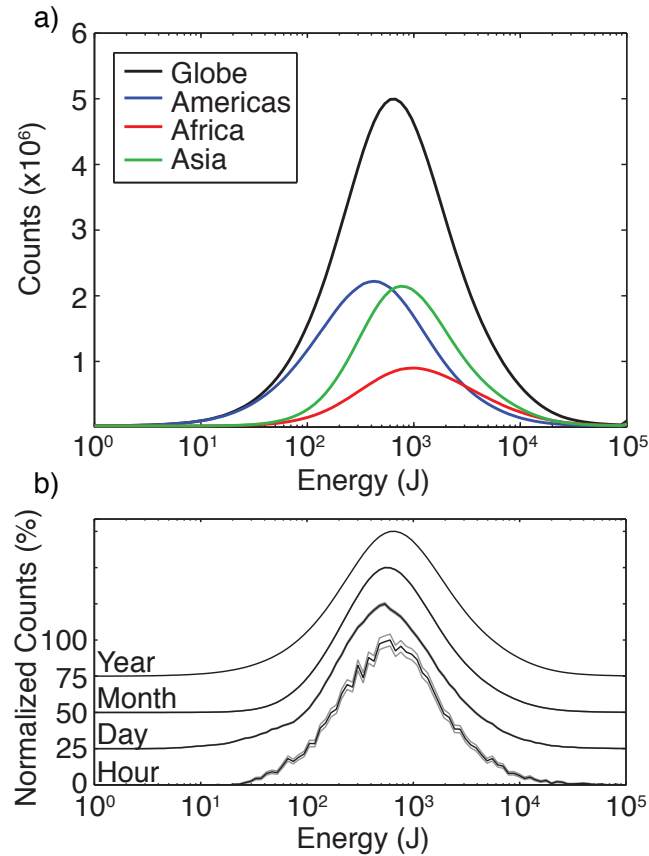 a)
Globe
Americas
Africa
Asia
Counts (x10⁶)
6
5
4
3
2
1
10⁰ 10¹ 10² 10³ 10⁴ 10⁵
Energy (J)
b)
Normalized Counts (%)
100
75
50
25
0
Year
Month
Day
Hour
10⁰ 10¹ 10² 10³ 10⁴ 10⁵
Energy (J)